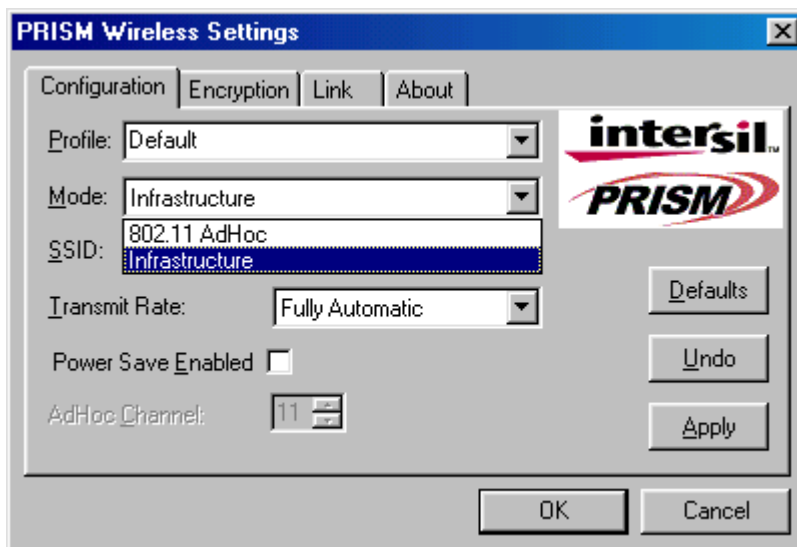 PRISM Wireless Settings
Configuration Encryption Link About
Profile: Default
intersil™
PRISM
Mode: Infrastructure
802.11 AdHoc
Infrastructure
SSID:
Transmit Rate: Fully Automatic
Defaults
Power Save Enabled
Undo
AdHoc Channel: 11
Apply
OK Cancel